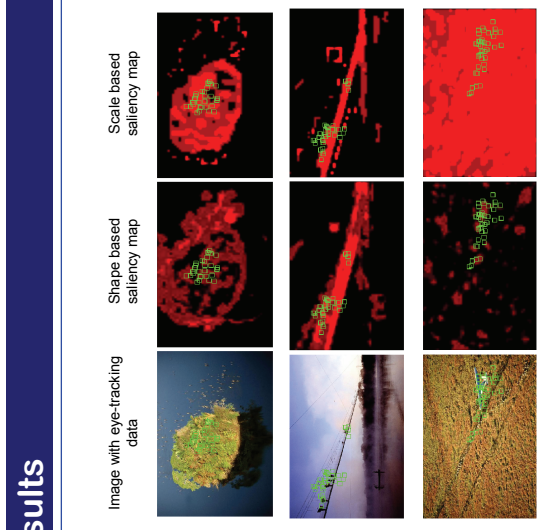 sults
Image with eye-tracking
data
Shape based
saliency map
Scale based
saliency map